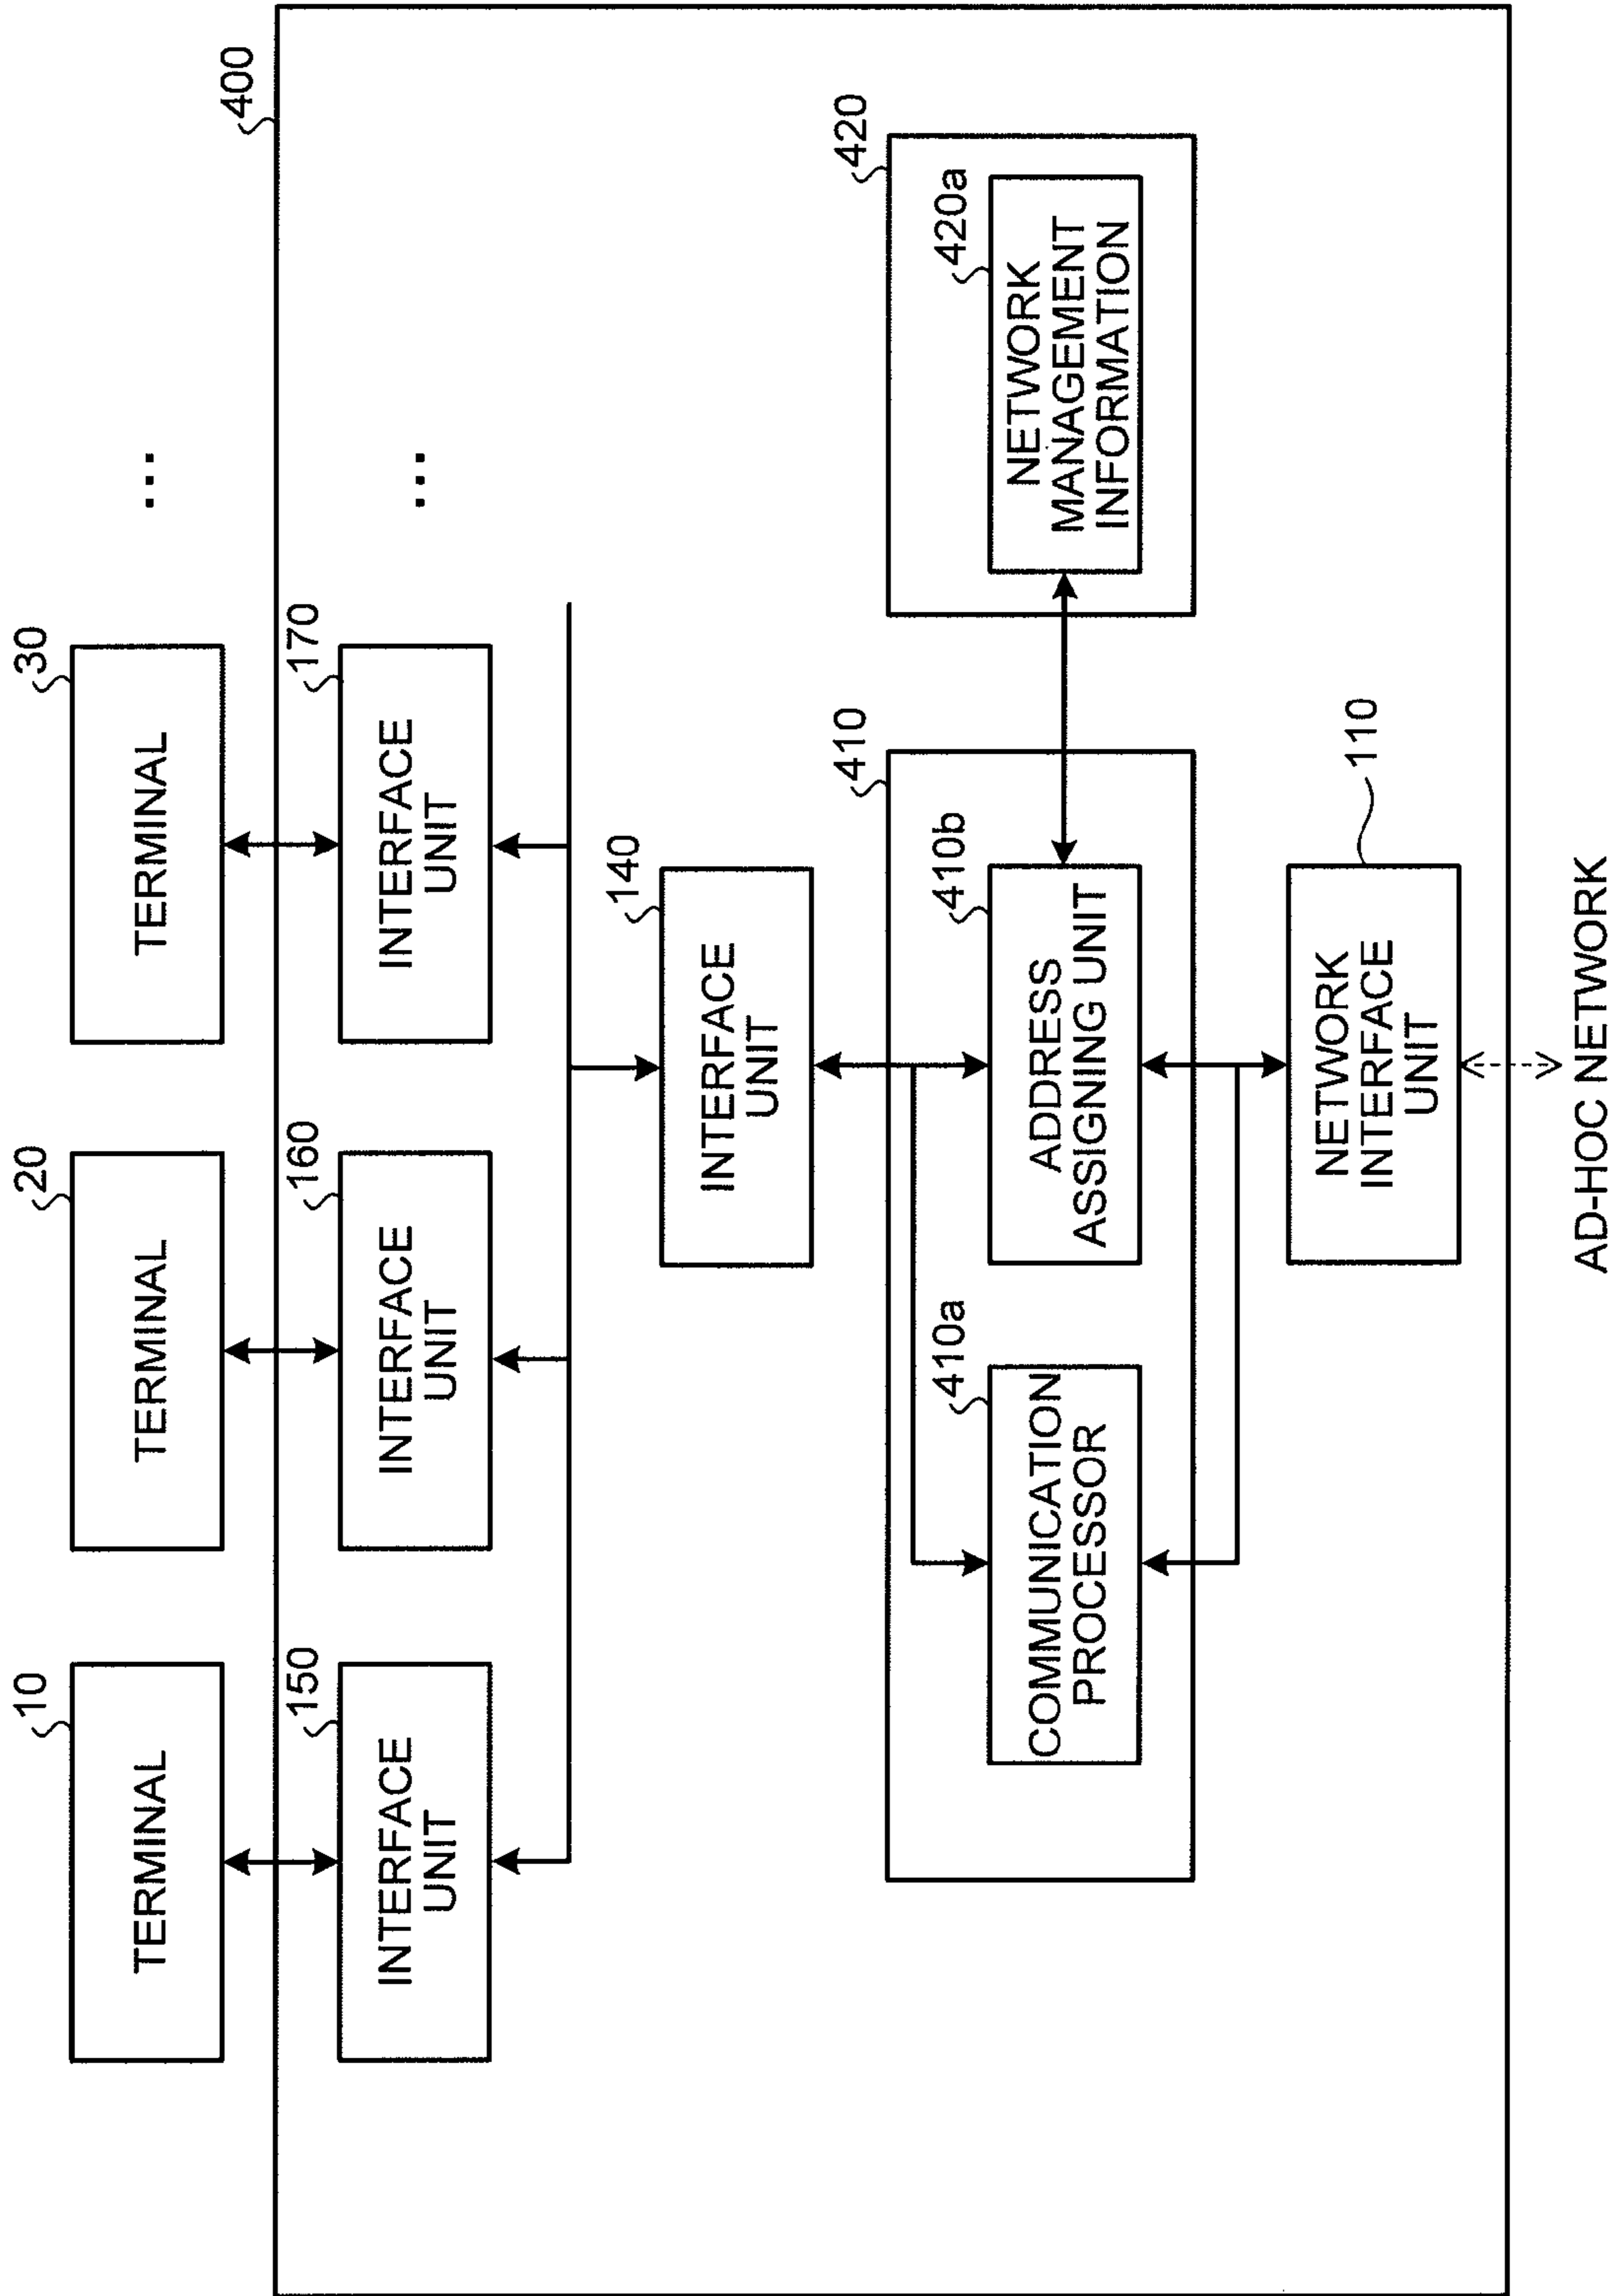 400
10
TERMINAL
20
TERMINAL
30
TERMINAL
...
150
INTERFACE
UNIT
160
INTERFACE
UNIT
170
INTERFACE
UNIT
...
140
INTERFACE
UNIT
410
410a
COMMUNICATION
PROCESSOR
410b
ADDRESS
ASSIGNING UNIT
420
420a
NETWORK
MANAGEMENT
INFORMATION
110
NETWORK
INTERFACE
UNIT
AD-HOC NETWORK